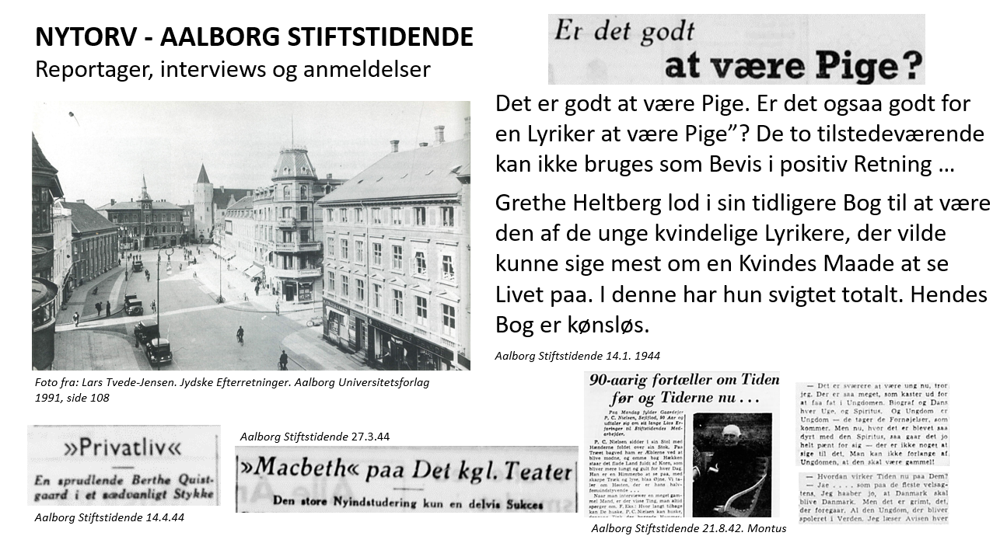 NYTORV - AALBORG STIFTSTIDENDE
Reportager, interviews og anmeldelser
Foto fra: Lars Tvede-Jensen. Jydske Efterretninger. Aalborg Universitetsforlag
1991, side 108
Er det godt
at være Pige?
Det er godt at være Pige. Er det ogsaa godt for
en Lyriker at være Pige”? De to tilstedeværende
kan ikke bruges som Bevis i positiv Retning …
Grethe Heltberg lod i sin tidligere Bog til at være
den af de unge kvindelige Lyrikere, der vilde
kunne sige mest om en Kvindes Maade at se
Livet paa. I denne har hun svigtet totalt. Hendes
Bog er kønsløs.
Aalborg Stiftstidende 14.1. 1944
»Privatliv«
En sprudlende Berthe Quist-
gaard i et sædvanligt Stykke
Aalborg Stiftstidende 14.4.44
Aalborg Stiftstidende 27.3.44
»Macbeth« paa Det kgl. Teater
Den store Nyindstudering kun en delvis Sukces
90-aarig fortæller om Tiden
før og Tiderne nu . . .
Paa Mandag fylder Gaardejer
P. C. Nielsen, Sejlflod, 90 Aar og
udtaler sig om sit lange Livs Er-
faringer til Stiftstidendes Med-
arbejder.
P. C. Nielsen sidder i sin Stol med
Hænderne foldet over sin Stok. Paa
Træet bagved ham er Æblerne ved at
blive modne, og omme bag Hækken
staar det flade Land fuldt af Korn, som
bliver mere tungt og gult for hver Dag.
Han er en Himmerbo at se paa, med
skarpe Træk og lyse, blaa Øjne. Vi ta-
ler om Høsten, der er hans halv-
femindstyvende . . .
Naar man interviewer en meget gam-
mel Mand, er der visse Ting, man altid
spørger om. F. Eks.: Hvor langt tilbage
kan De huske, P. C. Nielsen kan huske,
Aalborg Stiftstidende 21.8.42. Montus
— Det er sværere at være ung nu, tror
jeg. Der er saa meget, som kaster ud for
at faa fat i Ungdomen. Biograf og Dans
hver Uge, og Spiritus. Og Ungdom er
Ungdom — de tager de Fornøjelser, som
kommer. Men nu, hvor det er blevet saa
dyrt med den Spiritus, saa gaar det jo
helt pænt for sig — der er ikke noget at
sige til det, Man kan ikke forlange af
Ungdomen, at den skal være gammel!
— Hvordan virker Tiden nu paa Dem?
— Jae . . . . som paa de fleste velsag-
tens, Jeg haaber jo, at Danmark skal
blive Danmark. Men det er grimt, det,
der foregaar. Al den Ungdom, der bliver
spoleret i Verden. Jeg læser Avisen hver